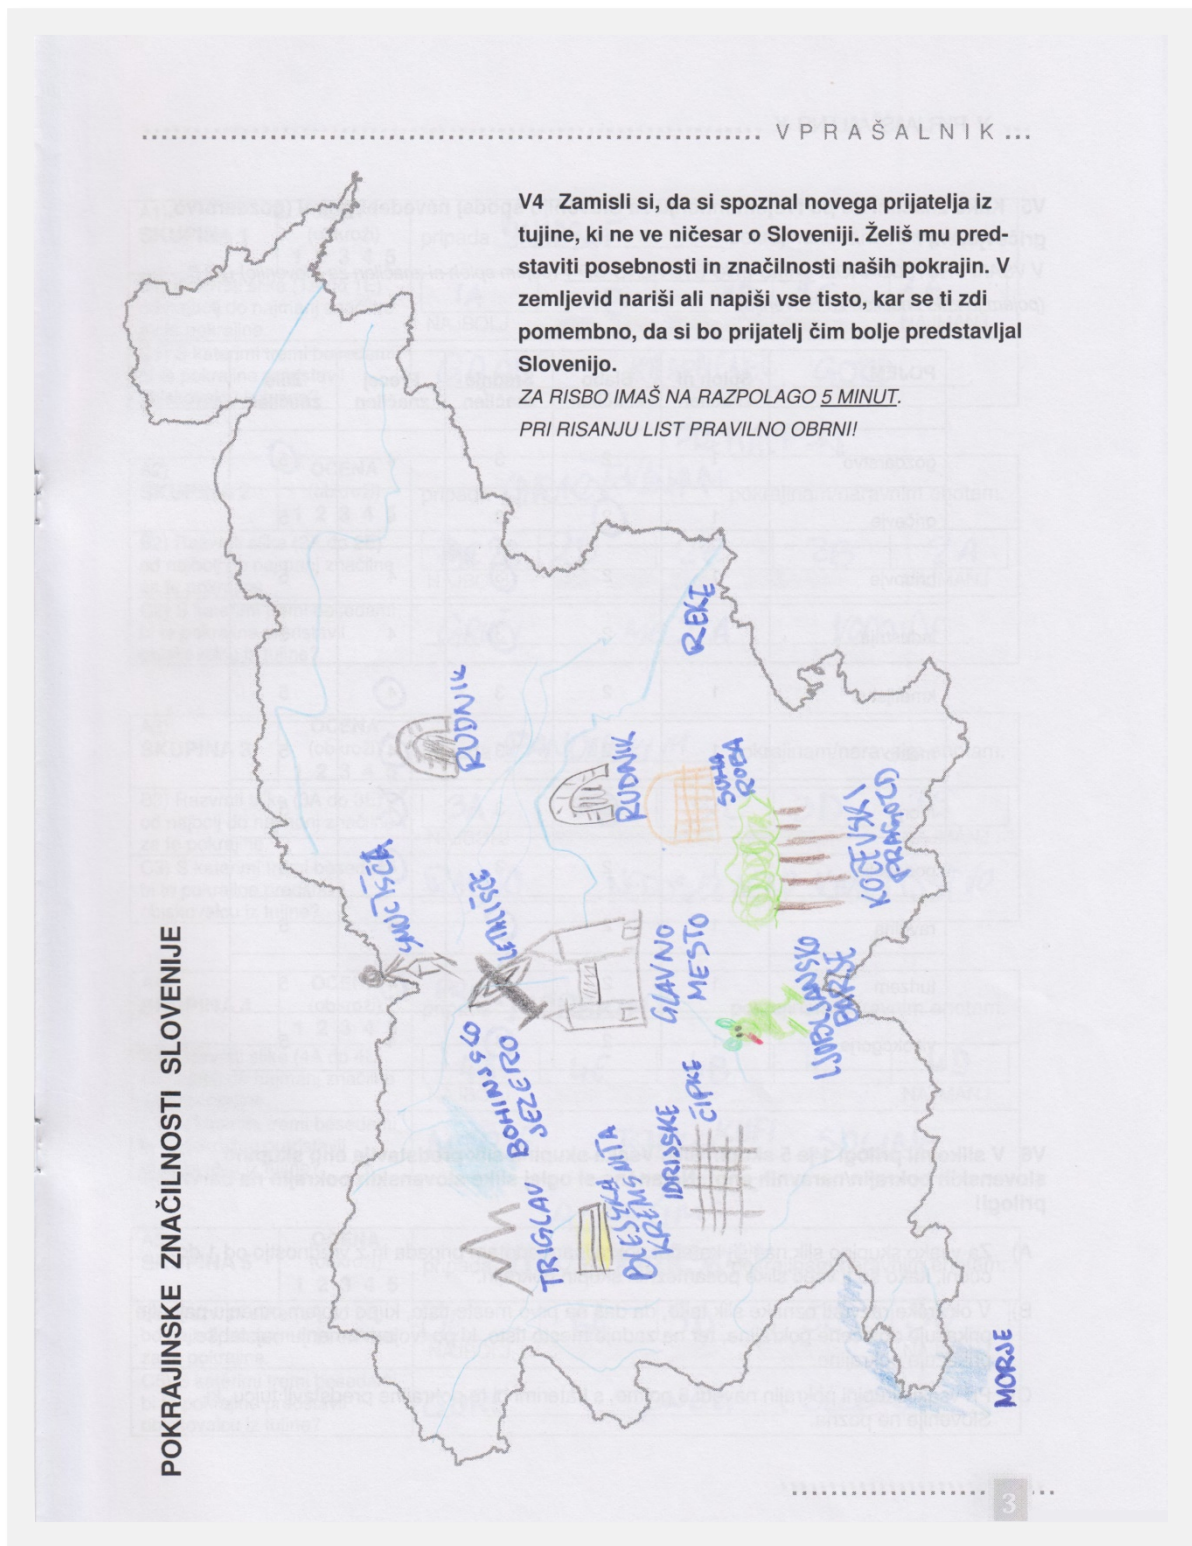 VPRAŠALNIK
V4 Zamisli si, da si spoznal novega prijatelja iz
tujine, ki ne ve ničesar o Sloveniji. Želiš mu pred-
staviti posebnosti in značilnosti naših pokrajin. V
zemljevid nariši ali napiši vse tisto, kar se ti zdi
pomembno, da si bo prijatelj čim bolje predstavljal
Slovenijo.
ZA RISBO IMAŠ NA RAZPOLAGO 5 MINUT.
PRI RISANJU LIST PRAVILNO OBRNI!
POKRAJINSKE ZNAČILNOSTI SLOVENIJE
REKE
RUDNIK
RUDNIK
SUHA
ROBA
KOČEVSKI
PRAGOZD
SMUČIŠČA
LETALIŠČE
GLAVNO
MESTO
LJUBLJANSKO
BARJE
BOHINJSKO
JEZERO
TRIGLAV
BLEJSKA
KREMŠNITA
IDRIJSKE
ČIPKE
MORJE
3